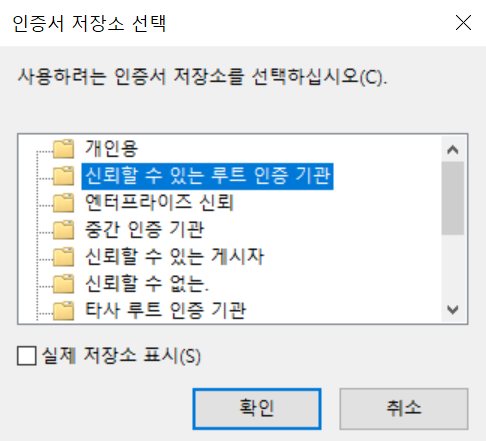 인증서 저장소 선택
사용하려는 인증서 저장소를 선택하십시오(C).
개인용
신뢰할 수 있는 루트 인증 기관
엔터프라이즈 신뢰
중간 인증 기관
신뢰할 수 있는 게시자
신뢰할 수 없는.
타사 루트 인증 기관
실제 저장소 표시(S)
확인
취소